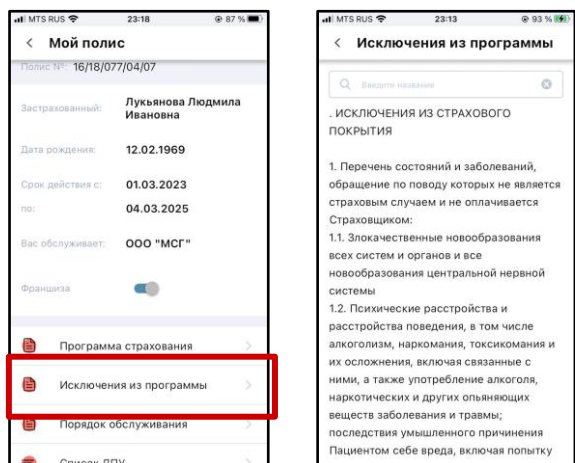 MTS RUS
23:18
87 %
Мой полис
Полис №: 16/18/077/04/07
Застрахованный: Лукьянова Людмила
Ивановна
Дата рождения: 12.02.1969
Срок действия с: 01.03.2023
по: 04.03.2025
Вас обслуживает: ООО "МСГ"
Франшиза
Программа страхования
Исключения из программы
Порядок обслуживания
Список ЛПУ
MTS RUS
23:13
93 %
Исключения из программы
Введите название
. ИСКЛЮЧЕНИЯ ИЗ СТРАХОВОГО
ПОКРЫТИЯ
1. Перечень состояний и заболеваний,
обращение по поводу которых не является
страховым случаем и не оплачивается
Страховщиком:
1.1. Злокачественные новообразования
всех систем и органов и все
новообразования центральной нервной
системы
1.2. Психические расстройства и
расстройства поведения, в том числе
алкоголизм, наркомания, токсикомания и
их осложнения, включая связанные с
ними, а также употребление алкоголя,
наркотических и других опьяняющих
веществ заболевания и травмы;
последствия умышленного причинения
Пациентом себе вреда, включая попытку